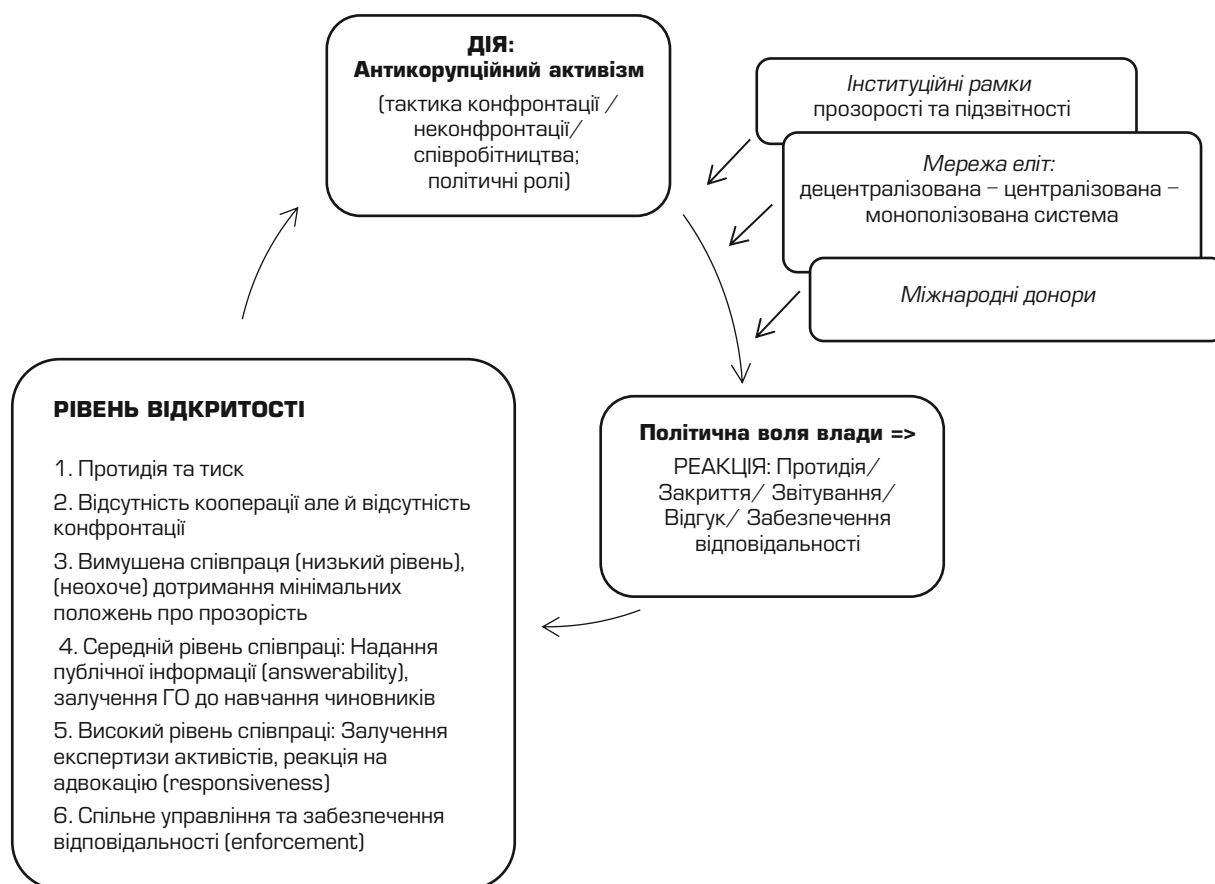 ДІЯ:
Антикорупційний активізм
(тактика конфронтації /
неконфронтації/
співробітництва;
політичні ролі)
Інституційні рамки
прозорості та підзвітності
Мережа еліт:
децентралізована – централізована –
монополізована система
Міжнародні донори
Політична воля влади =>
РЕАКЦІЯ: Протидія/
Закриття/ Звітування/
Відгук/ Забезпечення
відповідальності
РІВЕНЬ ВІДКРИТОСТІ
1. Протидія та тиск
2. Відсутність кооперації але й відсутність
конфронтації
3. Вимушена співпраця (низький рівень),
(неохоче) дотримання мінімальних
положень про прозорість
4. Середній рівень співпраці: Надання
публічної інформації (answerability),
залучення ГО до навчання чиновників
5. Високий рівень співпраці: Залучення
експертизи активістів, реакція на
адвокацію (responsiveness)
6. Спільне управління та забезпечення
відповідальності (enforcement)